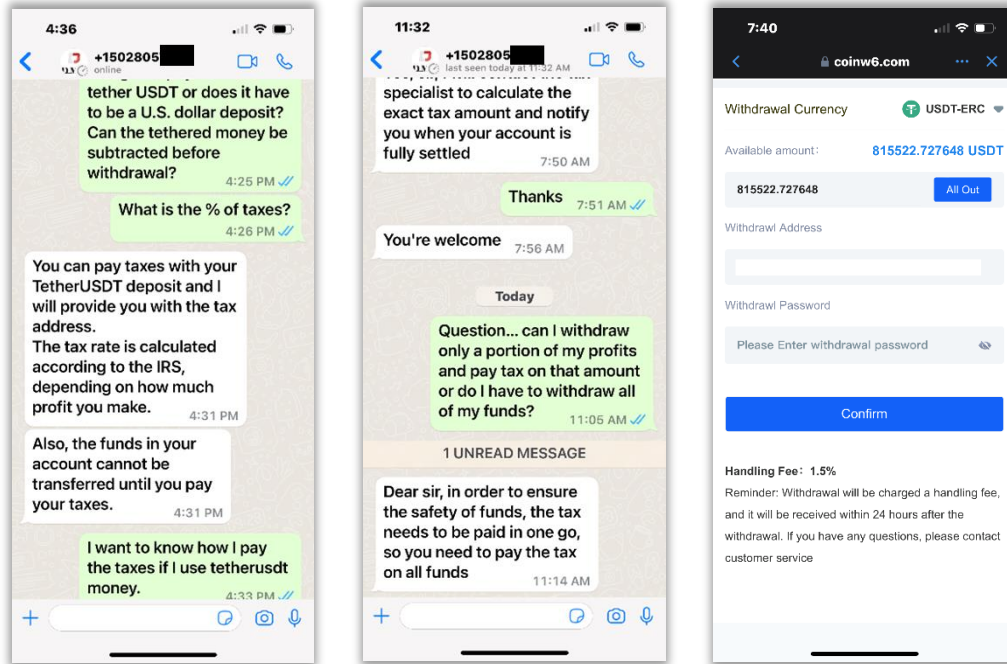 4:36
+1502805
online
tether USDT or does it have
to be a U.S. dollar deposit?
Can the tethered money be
subtracted before
withdrawal?
4:25 PM
What is the % of taxes?
4:26 PM
You can pay taxes with your
TetherUSDT deposit and I
will provide you with the tax
address.
The tax rate is calculated
according to the IRS,
depending on how much
profit you make.
4:31 PM
Also, the funds in your
account cannot be
transferred until you pay
your taxes.
4:31 PM
I want to know how I pay
the taxes if I use tetherusdt
money.
4:33 PM
11:32
+1502805
last seen today at 11:32 AM
specialist to calculate the
exact tax amount and notify
you when your account is
fully settled
7:50 AM
Thanks
7:51 AM
You're welcome
7:56 AM
Today
Question... can I withdraw
only a portion of my profits
and pay tax on that amount
or do I have to withdraw all
of my funds?
11:05 AM
1 UNREAD MESSAGE
Dear sir, in order to ensure
the safety of funds, the tax
needs to be paid in one go,
so you need to pay the tax
on all funds
11:14 AM
7:40
coinw6.com
Withdrawal Currency
USDT-ERC
Available amount:
815522.727648 USDT
815522.727648
All Out
Withdrawl Address
Withdrawl Password
Please Enter withdrawal password
Confirm
Handling Fee: 1.5%
Reminder: Withdrawal will be charged a handling fee,
and it will be received within 24 hours after the
withdrawal. If you have any questions, please contact
customer service